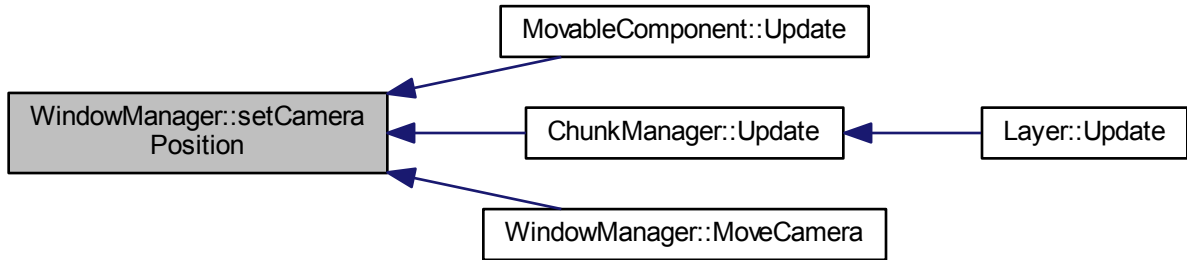 MovableComponent::Update
WindowManager::setCamera
Position
ChunkManager::Update
Layer::Update
WindowManager::MoveCamera